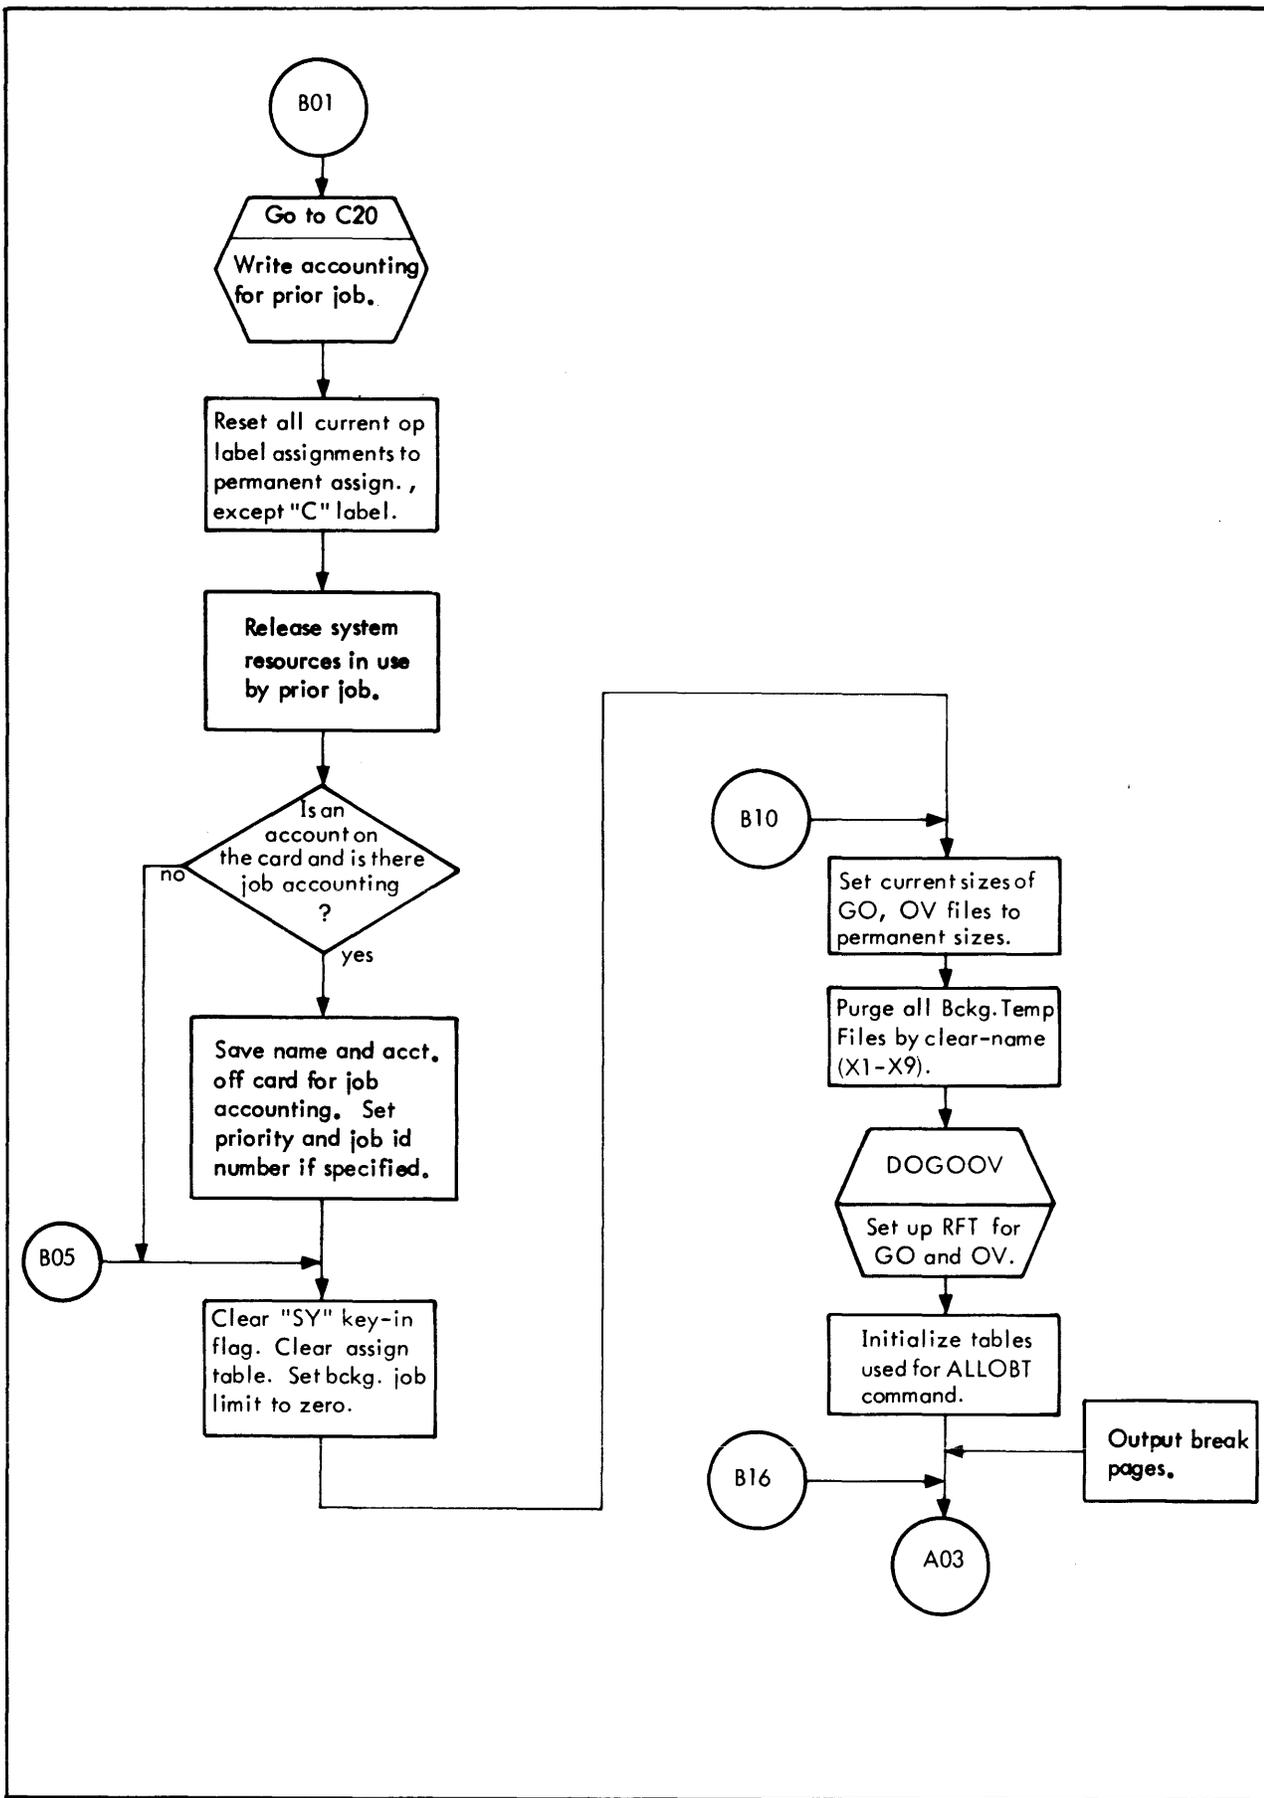 B01
Go to C20
Write accounting
for prior job.
Reset all current op
label assignments to
permanent assign.,
except "C" label.
Release system
resources in use
by prior job.
Is an
account on
the card and is there
job accounting
?
no
yes
Save name and acct.
off card for job
accounting. Set
priority and job id
number if specified.
B05
Clear "SY" key-in
flag. Clear assign
table. Set bckg. job
limit to zero.
B10
Set current sizes of
GO, OV files to
permanent sizes.
Purge all Bckg. Temp
Files by clear-name
(X1-X9).
DOGOOV
Set up RFT for
GO and OV.
Initialize tables
used for ALLOBT
command.
Output break
pages.
B16
A03